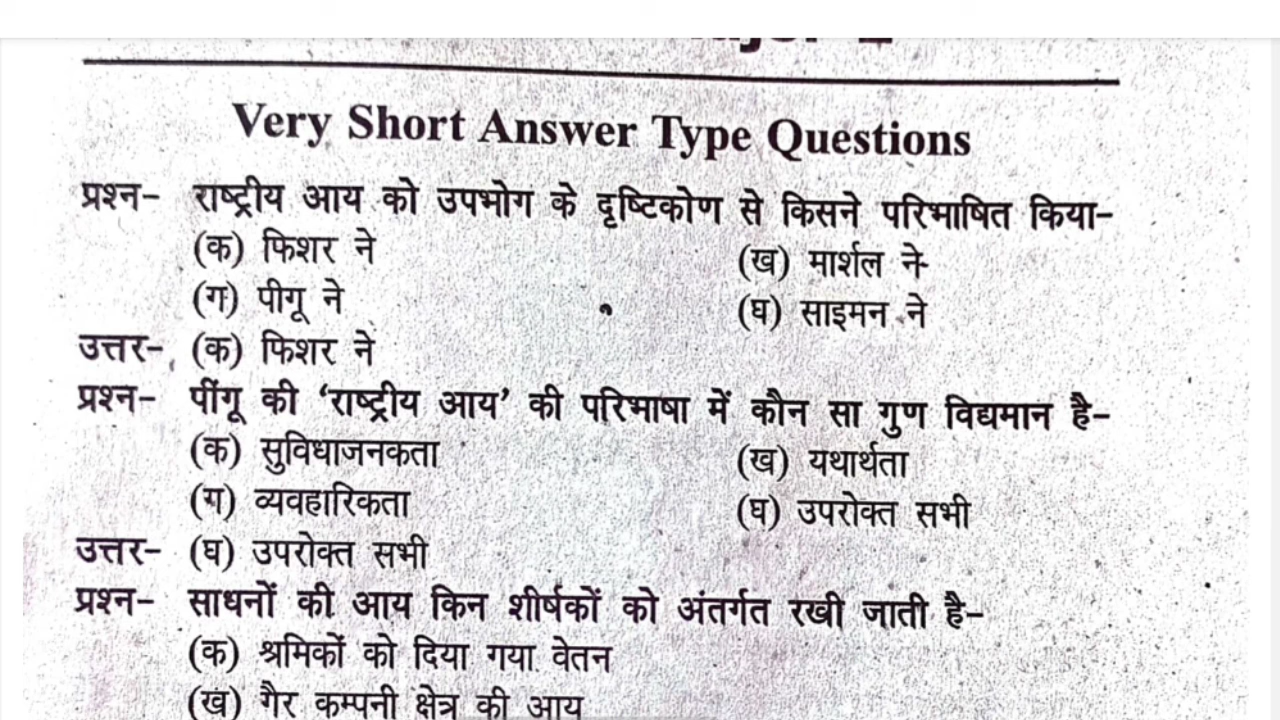 Very Short Answer Type Questions
प्रश्न- राष्ट्रीय आय को उपभोग के दृष्टिकोण से किसने परिभाषित किया-
(क) फिशर ने (ख) मार्शल ने
(ग) पीगू ने (घ) साइमन ने
उत्तर- (क) फिशर ने
प्रश्न- पींगू की ‘राष्ट्रीय आय’ की परिभाषा में कौन सा गुण विद्यमान है-
(क) सुविधाजनकता (ख) यथार्थता
(ग) व्यवहारिकता (घ) उपरोक्त सभी
उत्तर- (घ) उपरोक्त सभी
प्रश्न- साधनों की आय किन शीर्षकों को अंतर्गत रखी जाती है-
(क) श्रमिकों को दिया गया वेतन
(ख) गैर कम्पनी क्षेत्र की आय